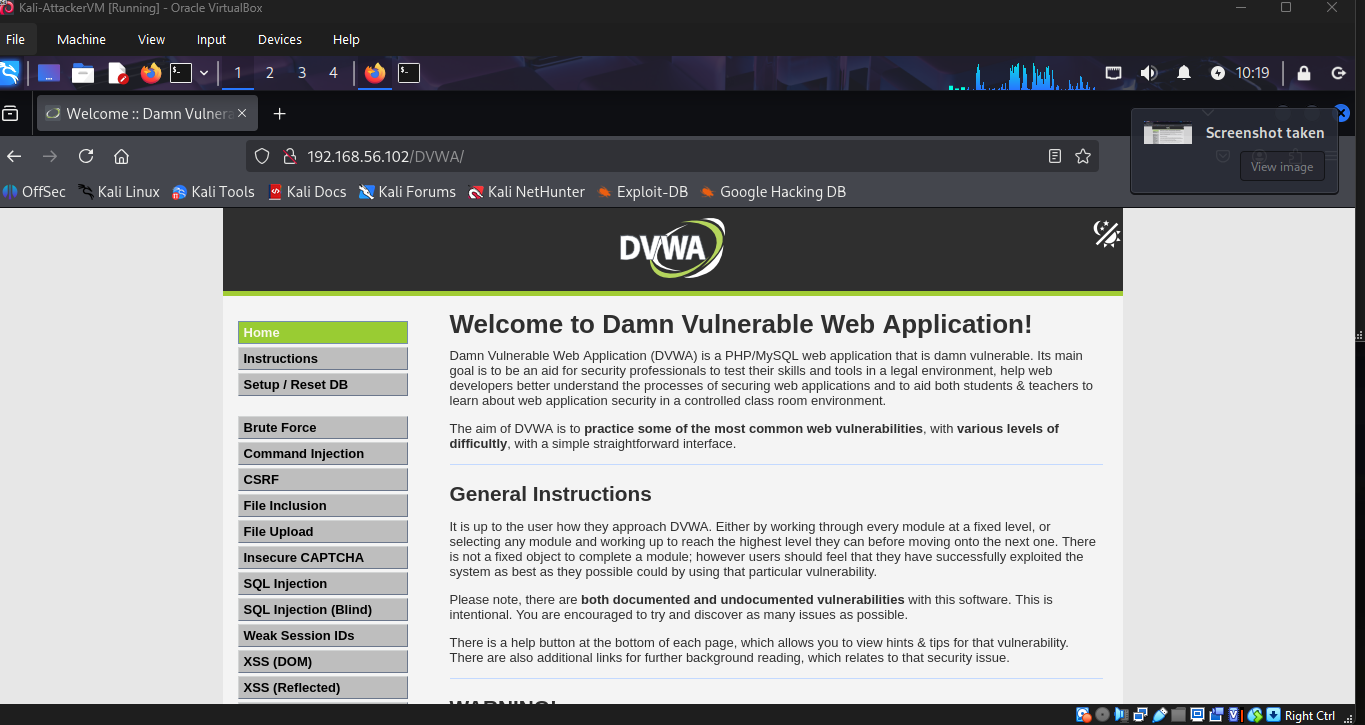 Kali-AttackerVM [Running] - Oracle VirtualBox
File Machine View Input Devices Help
1 2 3 4 10:19
Welcome :: Damn Vulnera
Screenshot taken
View image
192.168.56.102/DVWA/
OffSec Kali Linux Kali Tools Kali Docs Kali Forums Kali NetHunter Exploit-DB Google Hacking DB
DVWA
Home
Instructions
Setup / Reset DB
Brute Force
Command Injection
CSRF
File Inclusion
File Upload
Insecure CAPTCHA
SQL Injection
SQL Injection (Blind)
Weak Session IDs
XSS (DOM)
XSS (Reflected)
Welcome to Damn Vulnerable Web Application!
Damn Vulnerable Web Application (DVWA) is a PHP/MySQL web application that is damn vulnerable. Its main
goal is to be an aid for security professionals to test their skills and tools in a legal environment, help web
developers better understand the processes of securing web applications and to aid both students & teachers to
learn about web application security in a controlled class room environment.
The aim of DVWA is to practice some of the most common web vulnerabilities, with various levels of
difficultly, with a simple straightforward interface.
General Instructions
It is up to the user how they approach DVWA. Either by working through every module at a fixed level, or
selecting any module and working up to reach the highest level they can before moving onto the next one. There
is not a fixed object to complete a module; however users should feel that they have successfully exploited the
system as best as they possible could by using that particular vulnerability.
Please note, there are both documented and undocumented vulnerabilities with this software. This is
intentional. You are encouraged to try and discover as many issues as possible.
There is a help button at the bottom of each page, which allows you to view hints & tips for that vulnerability.
There are also additional links for further background reading, which relates to that security issue.
WARNING!
Right Ctrl